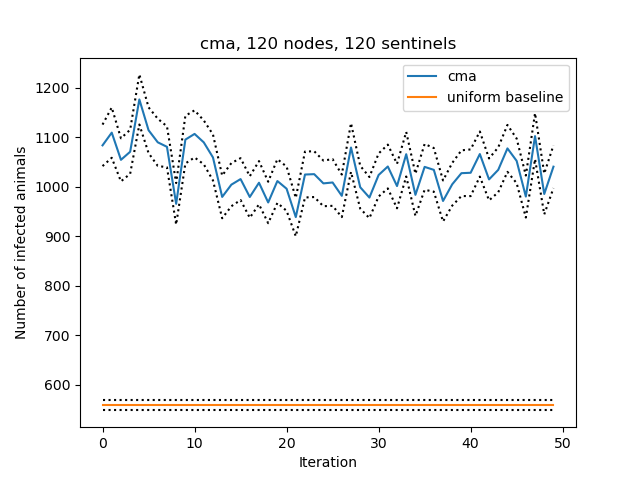 cma, 120 nodes, 120 sentinels
cma
uniform baseline
1200
1100
1000
900
800
700
600
Number of infected animals
0 10 20 30 40 50
Iteration